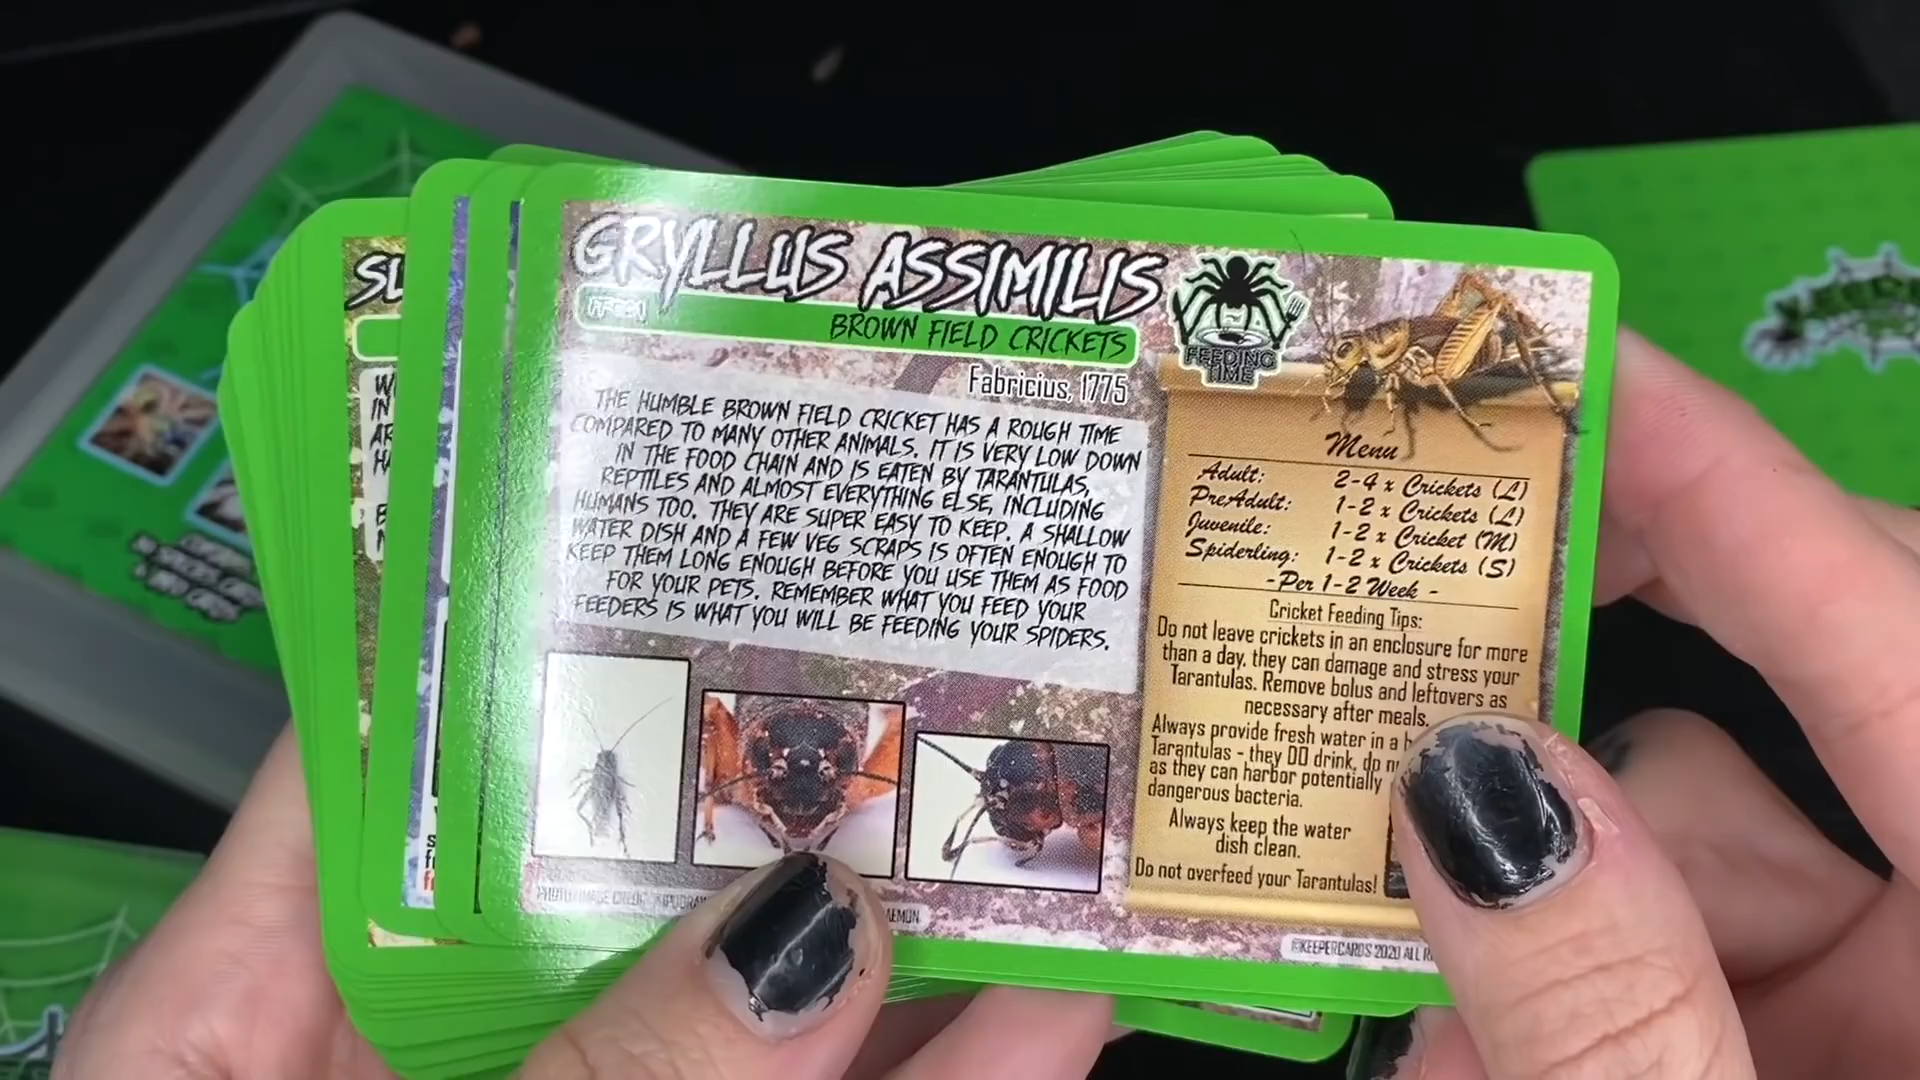 GRYLLUS ASSIMILIS
BROWN FIELD CRICKETS
Fabricius, 1775
THE HUMBLE BROWN FIELD CRICKET HAS A ROUGH TIME
COMPARED TO MANY OTHER ANIMALS. IT IS VERY LOW DOWN
IN THE FOOD CHAIN AND IS EATEN BY TARANTULAS,
REPTILES AND ALMOST EVERYTHING ELSE, INCLUDING
HUMANS TOO. THEY ARE SUPER EASY TO KEEP. A SHALLOW
WATER DISH AND A FEW VEG SCRAPS IS OFTEN ENOUGH TO
KEEP THEM LONG ENOUGH BEFORE YOU USE THEM AS FOOD
FOR YOUR PETS. REMEMBER WHAT YOU FEED YOUR
FEEDERS IS WHAT YOU WILL BE FEEDING YOUR SPIDERS.
FEEDING
TIME
Menu
Adult: 2-4 x Crickets (L)
PreAdult: 1-2 x Crickets (L)
Juvenile: 1-2 x Cricket (M)
Spiderling: 1-2 x Crickets (S)
-Per 1-2 Week -
Cricket Feeding Tips:
Do not leave crickets in an enclosure for more
than a day, they can damage and stress your
Tarantulas. Remove bolus and leftovers as
necessary after meals.
Always provide fresh water in a
Tarantulas - they DO drink, do
as they can harbor potentially
dangerous bacteria.
Always keep the water
dish clean.
Do not overfeed your Tarantulas!
©KEEPERCARDS 2020 ALL